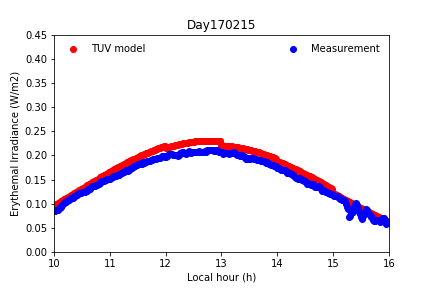 Day170215
TUV model
Measurement
0.45
0.40
0.35
0.30
0.25
0.20
0.15
0.10
0.05
0.00
Erythemal Irradiance (W/m2)
10 11 12 13 14 15 16
Local hour (h)